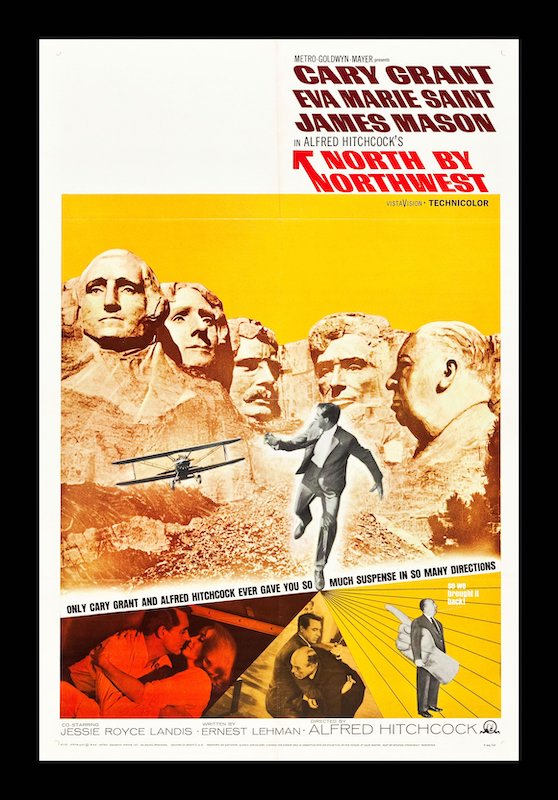 METRO-GOLDWYN-MAYER presents
CARY GRANT
EVA MARIE SAINT
JAMES MASON
IN ALFRED HITCHCOCK'S
NORTH BY
NORTHWEST
VISTAVISION · TECHNICOLOR
ONLY CARY GRANT AND ALFRED HITCHCOCK EVER GAVE YOU SO MUCH SUSPENSE IN SO MANY DIRECTIONS
so we
brought it
back!
CO-STARRING
JESSIE ROYCE LANDIS ·
WRITTEN BY
ERNEST LEHMAN ·
DIRECTED BY
ALFRED HITCHCOCK
MGM